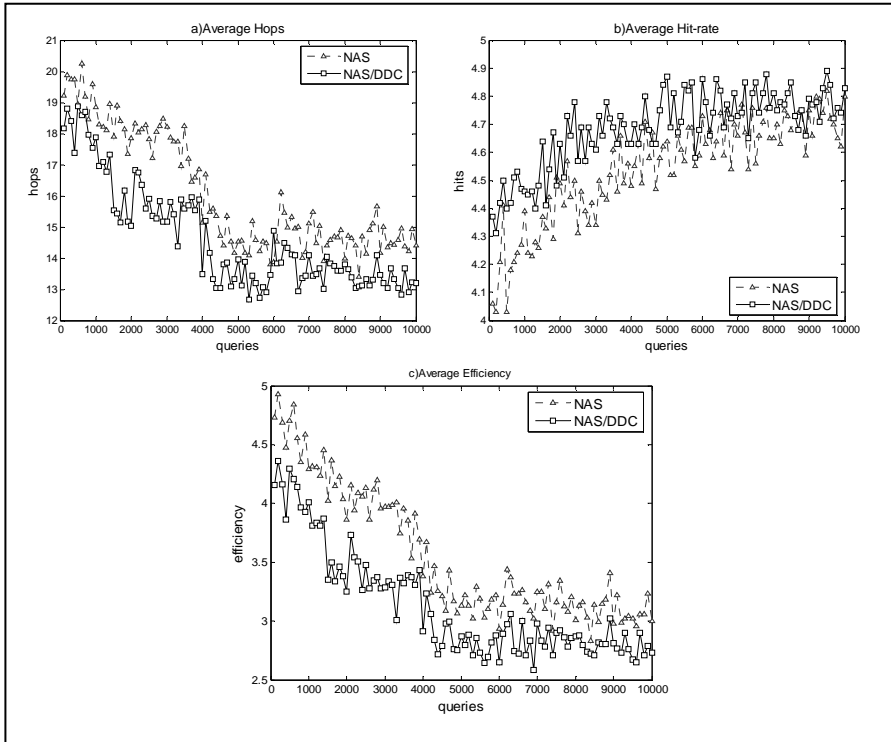 a)Average Hops
21
20
19
18
17
16
15
14
13
12
hops
0 1000 2000 3000 4000 5000 6000 7000 8000 9000 10000
queries
NAS
NAS/DDC
b)Average Hit-rate
5
4.9
4.8
4.7
4.6
4.5
4.4
4.3
4.2
4.1
4
hits
0 1000 2000 3000 4000 5000 6000 7000 8000 9000 10000
queries
NAS
NAS/DDC
c)Average Efficiency
5
4.5
4
3.5
3
2.5
efficiency
0 1000 2000 3000 4000 5000 6000 7000 8000 9000 10000
queries
NAS
NAS/DDC